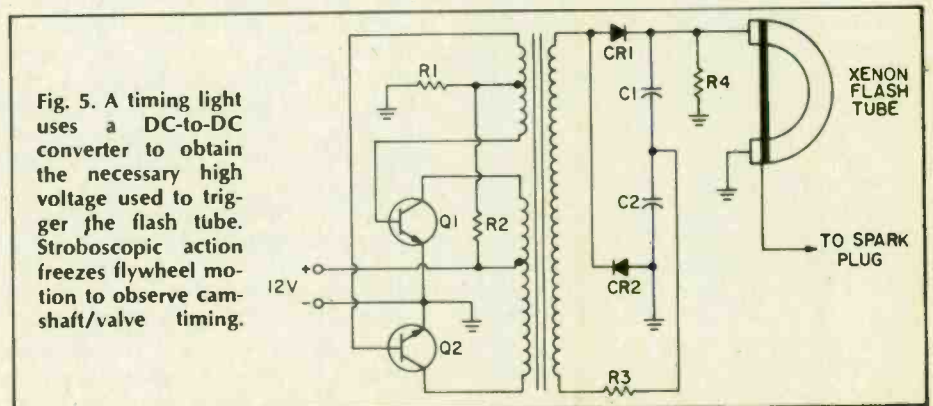 Fig. 5. A timing light
uses a DC-to-DC
converter to obtain
the necessary high
voltage used to trig-
ger the flash tube.
Stroboscopic action
freezes flywheel mo-
tion to observe cam-
shaft/valve timing.
R1
Q1
R2
+
12V
-
Q2
CR1
C1
R4
C2
CR2
R3
XENON
FLASH
TUBE
TO SPARK
PLUG